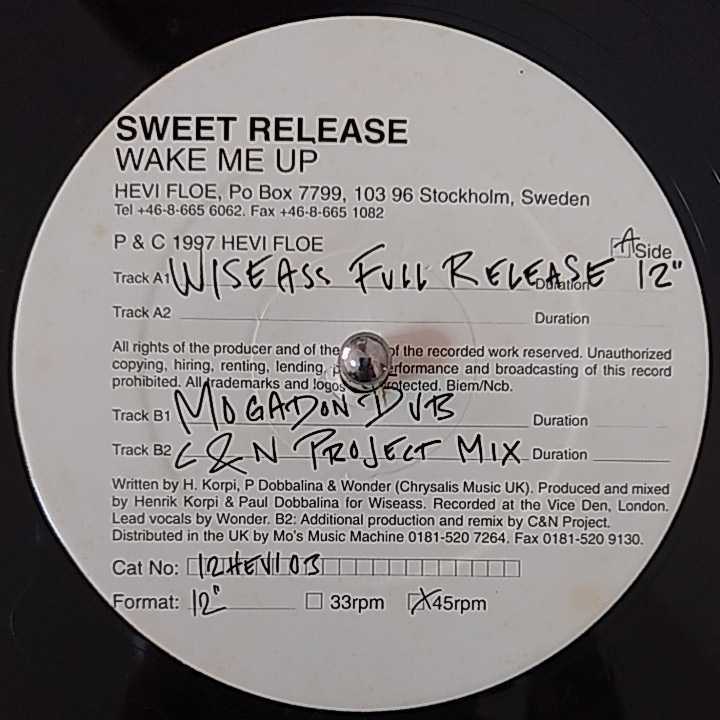 SWEET RELEASE
WAKE ME UP
HEVI FLOE, Po Box 7799, 103 96 Stockholm, Sweden
Tel +46-8-665 6062. Fax +46-8-665 1082
P & C 1997 HEVI FLOE
A Side
Track A1 WISEASS FULL RELEASE Duration 12"
Track A2 Duration
All rights of the producer and of the of the recorded work reserved. Unauthorized
copying, hiring, renting, lending, performance and broadcasting of this record
prohibited. All trademarks and logos protected. Biem/Ncb.
Track B1 MOGADON DUB Duration
Track B2 C&N PROJECT MIX Duration
Written by H. Korpi, P Dobbalina & Wonder (Chrysalis Music UK). Produced and mixed
by Henrik Korpi & Paul Dobbalina for Wiseass. Recorded at the Vice Den, London.
Lead vocals by Wonder. B2: Additional production and remix by C&N Project.
Distributed in the UK by Mo's Music Machine 0181-520 7264. Fax 0181-520 9130.
Cat No: 12HEVI03
Format: 12" 33rpm X 45rpm